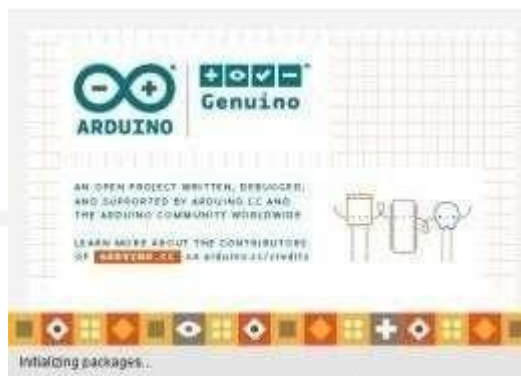 ARDUINO
Genuino
AN OPEN PROJECT WRITTEN, DEBUGGED,
AND SUPPORTED BY ARDUINO.CC AND
THE ARDUINO COMMUNITY WORLDWIDE
LEARN MORE ABOUT THE CONTRIBUTORS
OF ARDUINO.CC on arduino.cc/credits
Initializing packages...